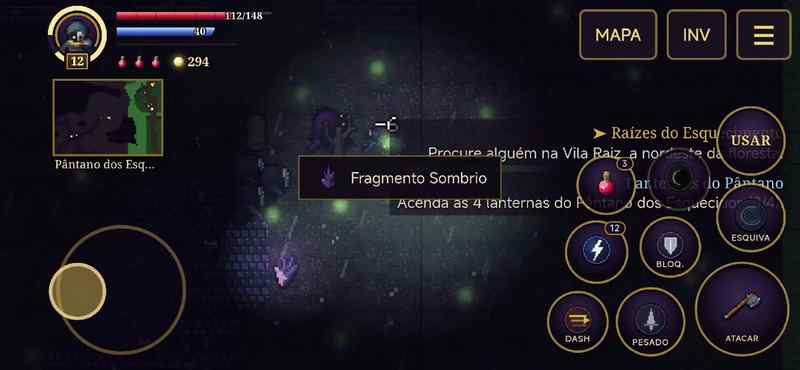 112/148
40
12
294
Pântano dos Esq...
MAPA
INV
-6
Fragmento Sombrio
➤ Raízes do Esquecimento
Procure alguém na Vila Raiz, a nordeste da floresta
do Pântano
Acenda as 4 lanternas do Pântano dos Esquecidos
USAR
3
ESQUIVA
12
BLOQ.
DASH
PESADO
ATACAR